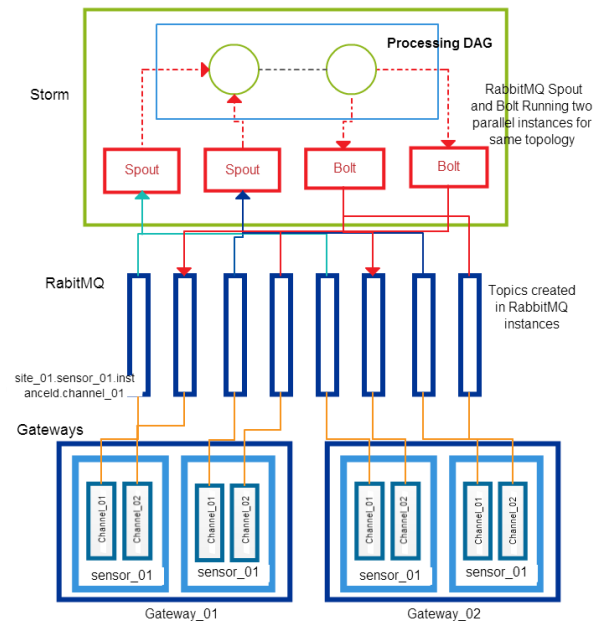 Processing DAG
Storm
RabbitMQ Spout
and Bolt Running two
parallel instances for
same topology
Spout
Spout
Bolt
Bolt
RabitMQ
Topics created
in RabbitMQ
instances
site_01.sensor_01.inst
anceId.channel_01
Gateways
Channel_01
Channel_02
Channel_01
Channel_02
Channel_01
Channel_02
Channel_01
Channel_02
sensor_01
sensor_01
sensor_01
sensor_01
Gateway_01
Gateway_02